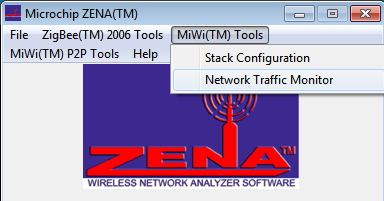 Microchip ZENA(TM)
File ZigBee(TM) 2006 Tools MiWi(TM) Tools
MiWi(TM) P2P Tools Help
Stack Configuration
Network Traffic Monitor
ZENA™
WIRELESS NETWORK ANALYZER SOFTWARE